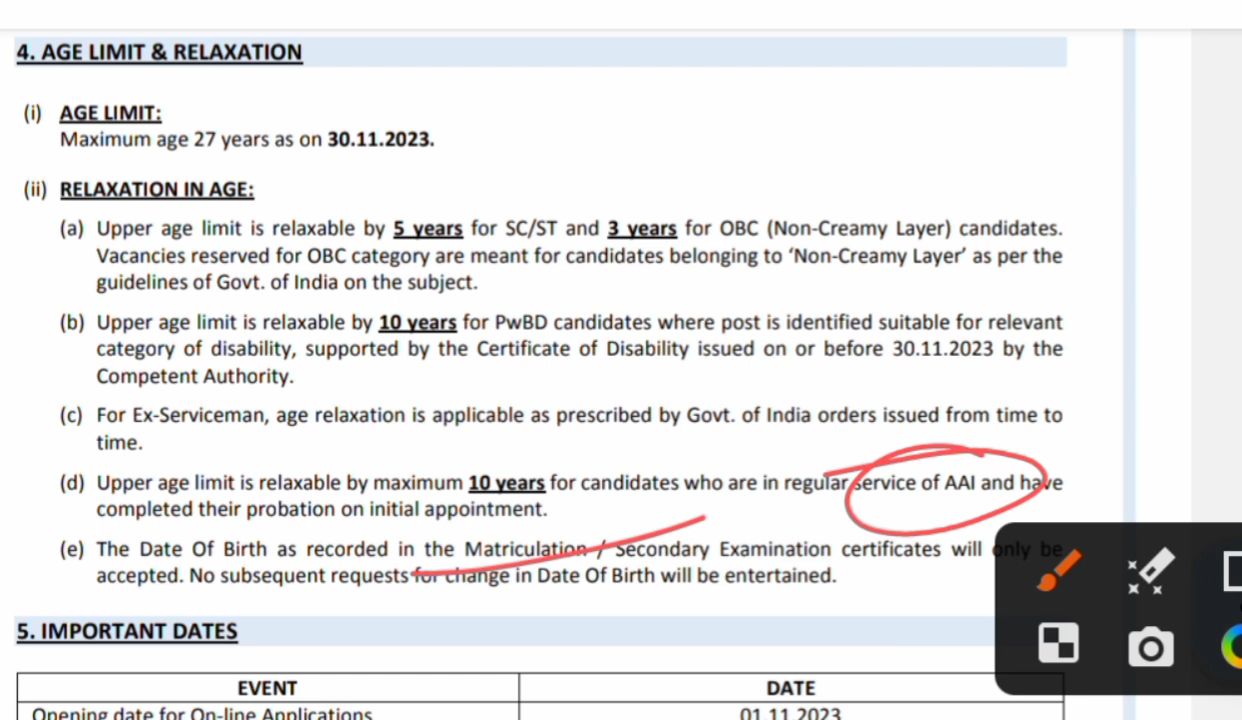 4. AGE LIMIT & RELAXATION
(i) AGE LIMIT:
Maximum age 27 years as on 30.11.2023.
(ii) RELAXATION IN AGE:
(a) Upper age limit is relaxable by 5 years for SC/ST and 3 years for OBC (Non-Creamy Layer) candidates.
Vacancies reserved for OBC category are meant for candidates belonging to ‘Non-Creamy Layer’ as per the
guidelines of Govt. of India on the subject.
(b) Upper age limit is relaxable by 10 years for PwBD candidates where post is identified suitable for relevant
category of disability, supported by the Certificate of Disability issued on or before 30.11.2023 by the
Competent Authority.
(c) For Ex-Serviceman, age relaxation is applicable as prescribed by Govt. of India orders issued from time to
time.
(d) Upper age limit is relaxable by maximum 10 years for candidates who are in regular service of AAI and have
completed their probation on initial appointment.
(e) The Date Of Birth as recorded in the Matriculation / Secondary Examination certificates will only be
accepted. No subsequent requests for change in Date Of Birth will be entertained.
5. IMPORTANT DATES
EVENT DATE
Opening date for On-line Applications 01.11.2023